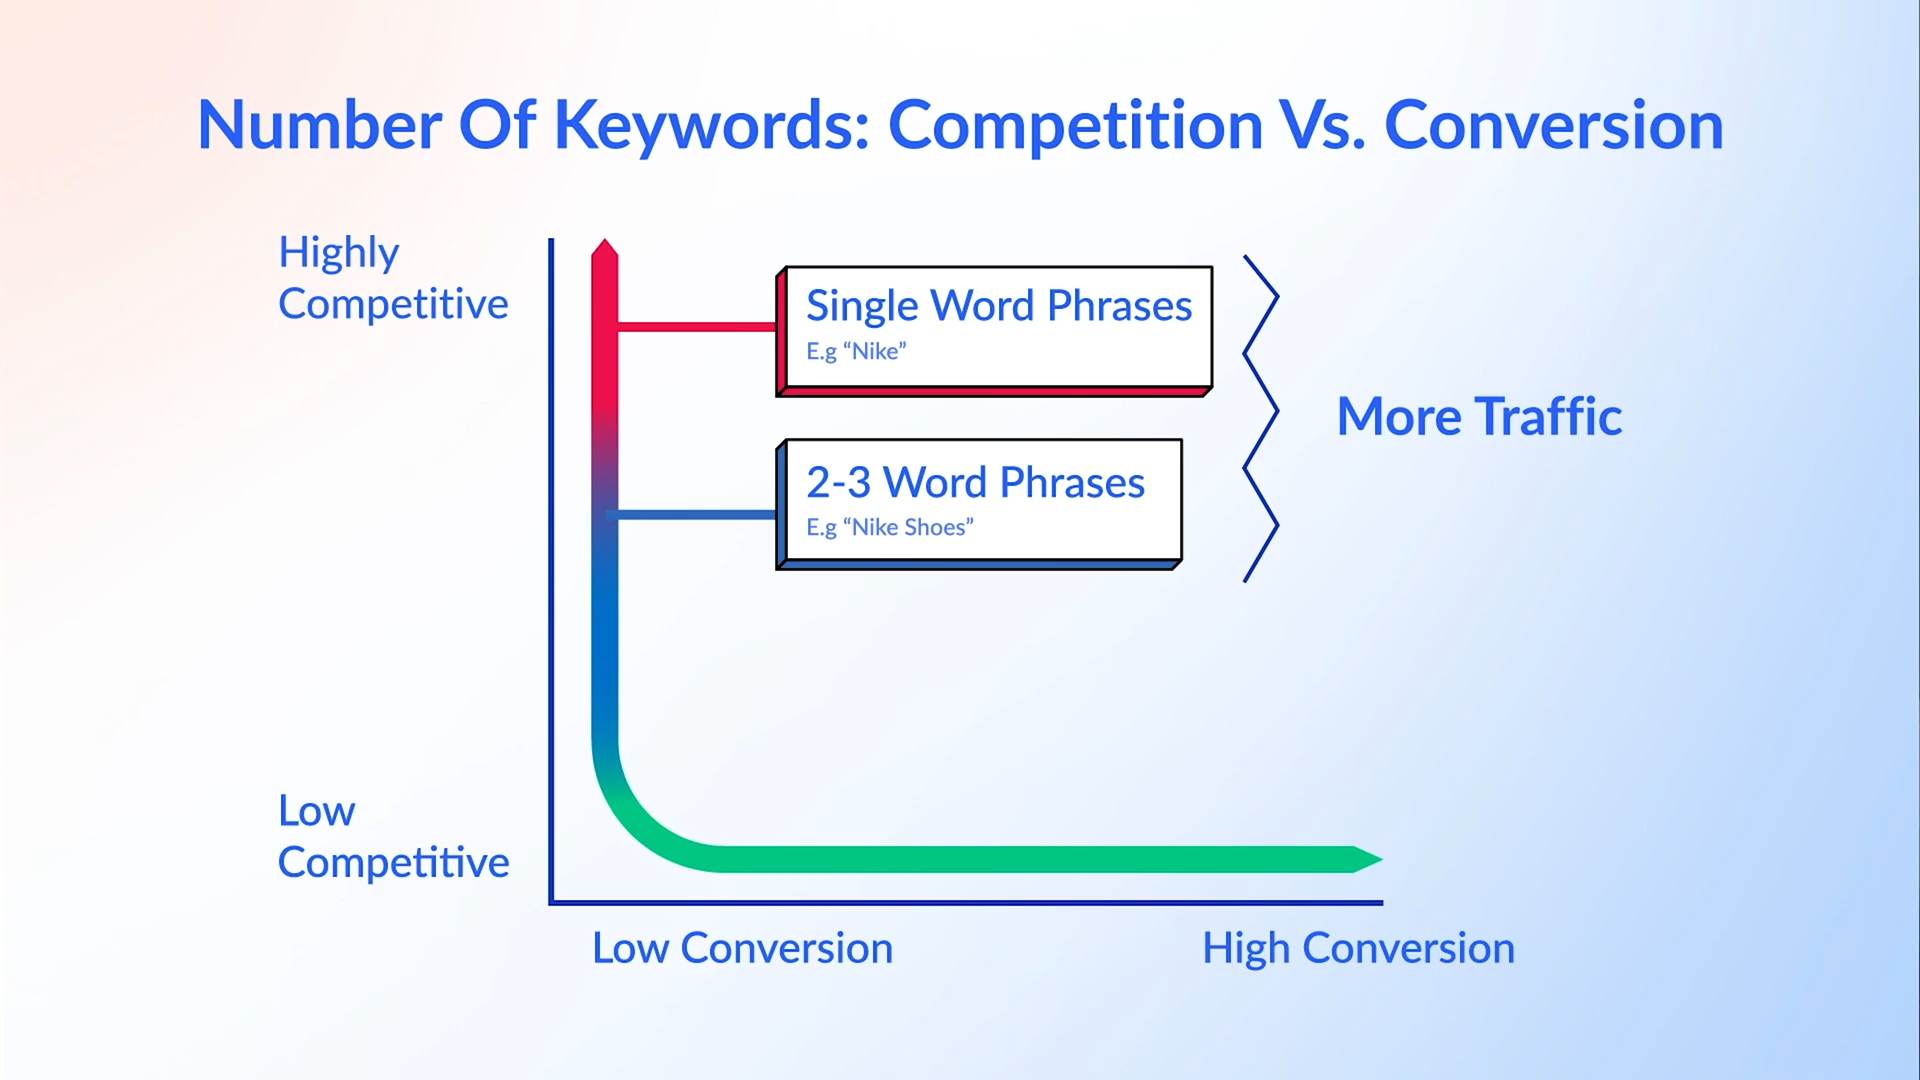 Number Of Keywords: Competition Vs. Conversion
Highly
Competitive
Single Word Phrases
E.g “Nike”
More Traffic
2-3 Word Phrases
E.g “Nike Shoes”
Low
Competitive
Low Conversion
High Conversion